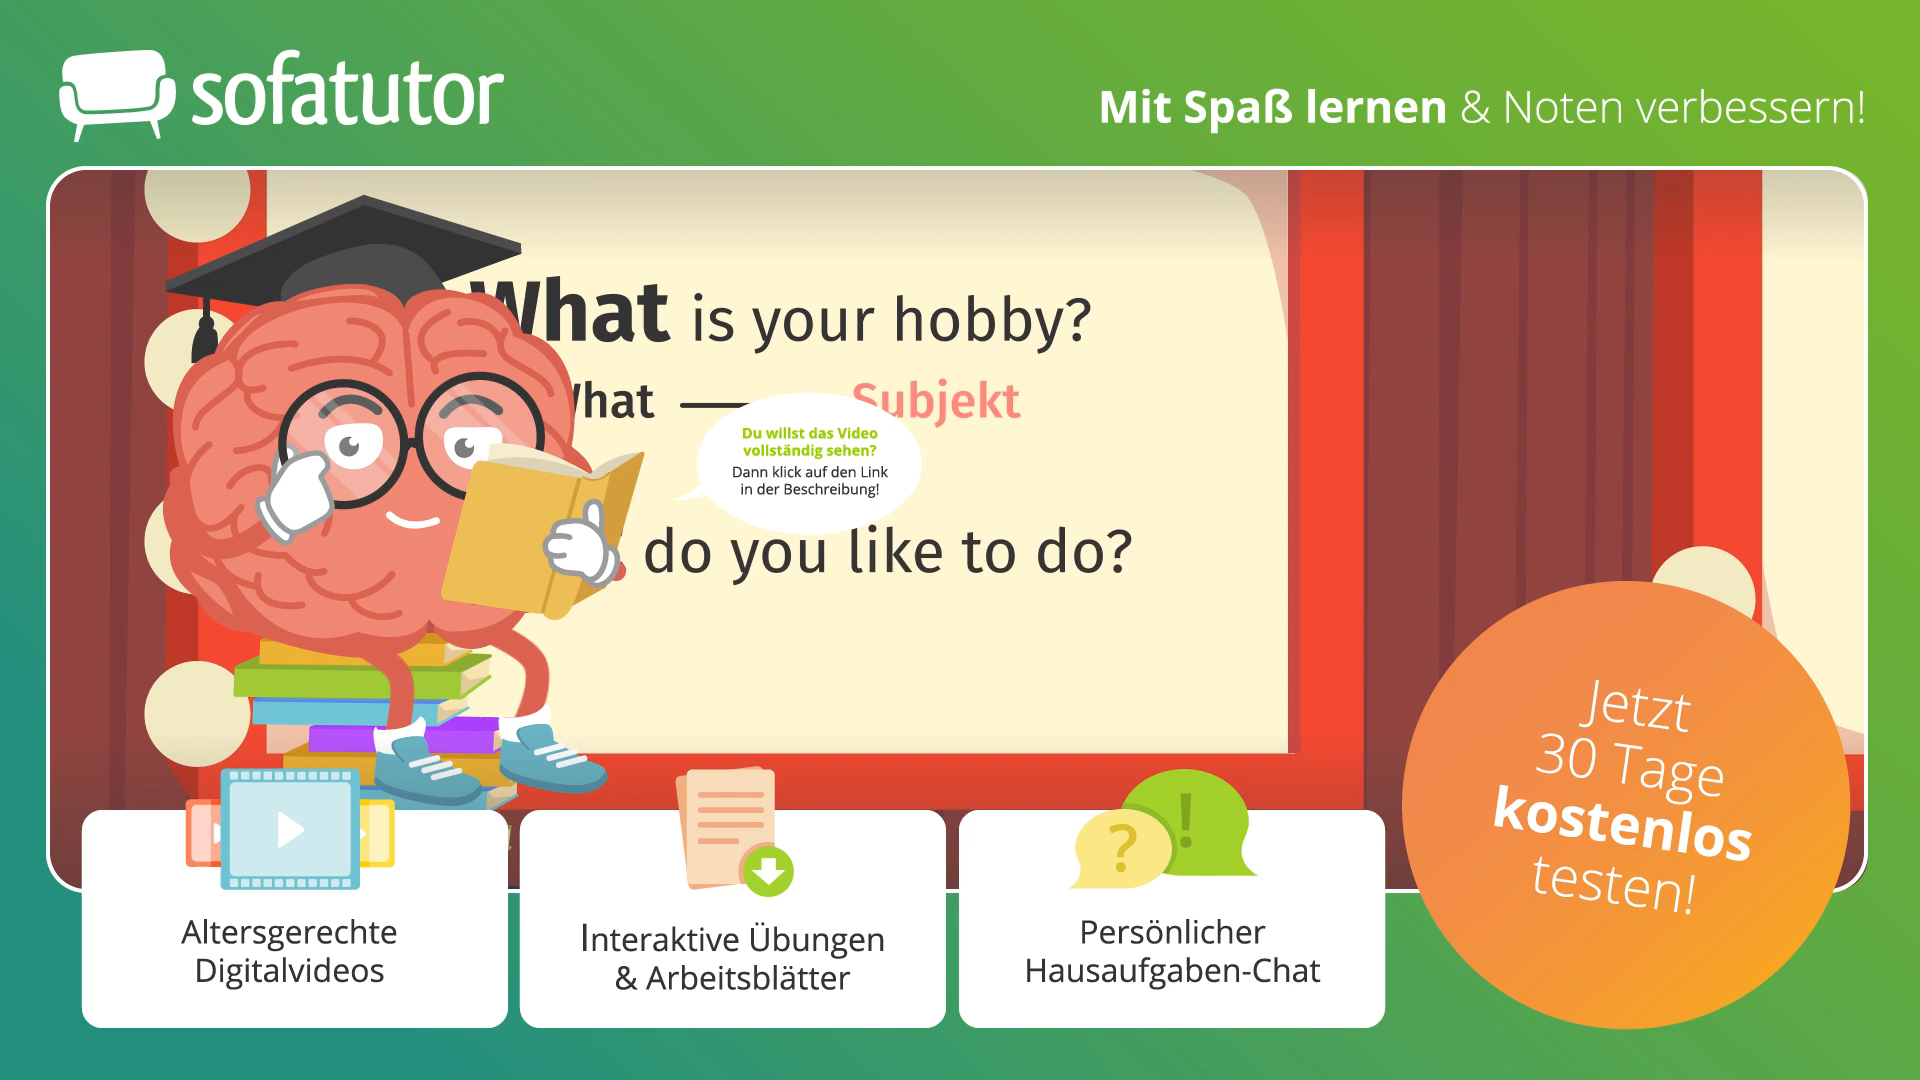 sofatutor
Mit Spaß lernen & Noten verbessern!
What is your hobby?
What — Subjekt
Du willst das Video
vollständig sehen?
Dann klick auf den Link
in der Beschreibung!
do you like to do?
Jetzt
30 Tage
kostenlos
testen!
? !
Altersgerechte
Digitalvideos
Interaktive Übungen
& Arbeitsblätter
Persönlicher
Hausaufgaben-Chat